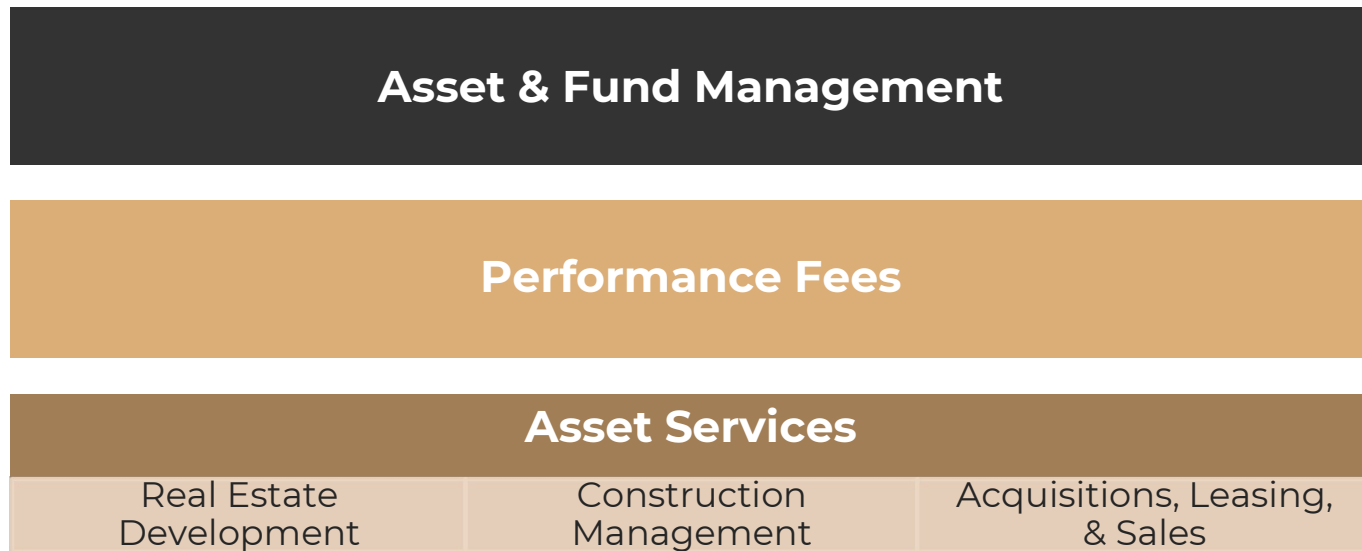 Asset & Fund Management
Performance Fees
Asset Services
Real Estate
Development
Construction
Management
Acquisitions, Leasing,
& Sales